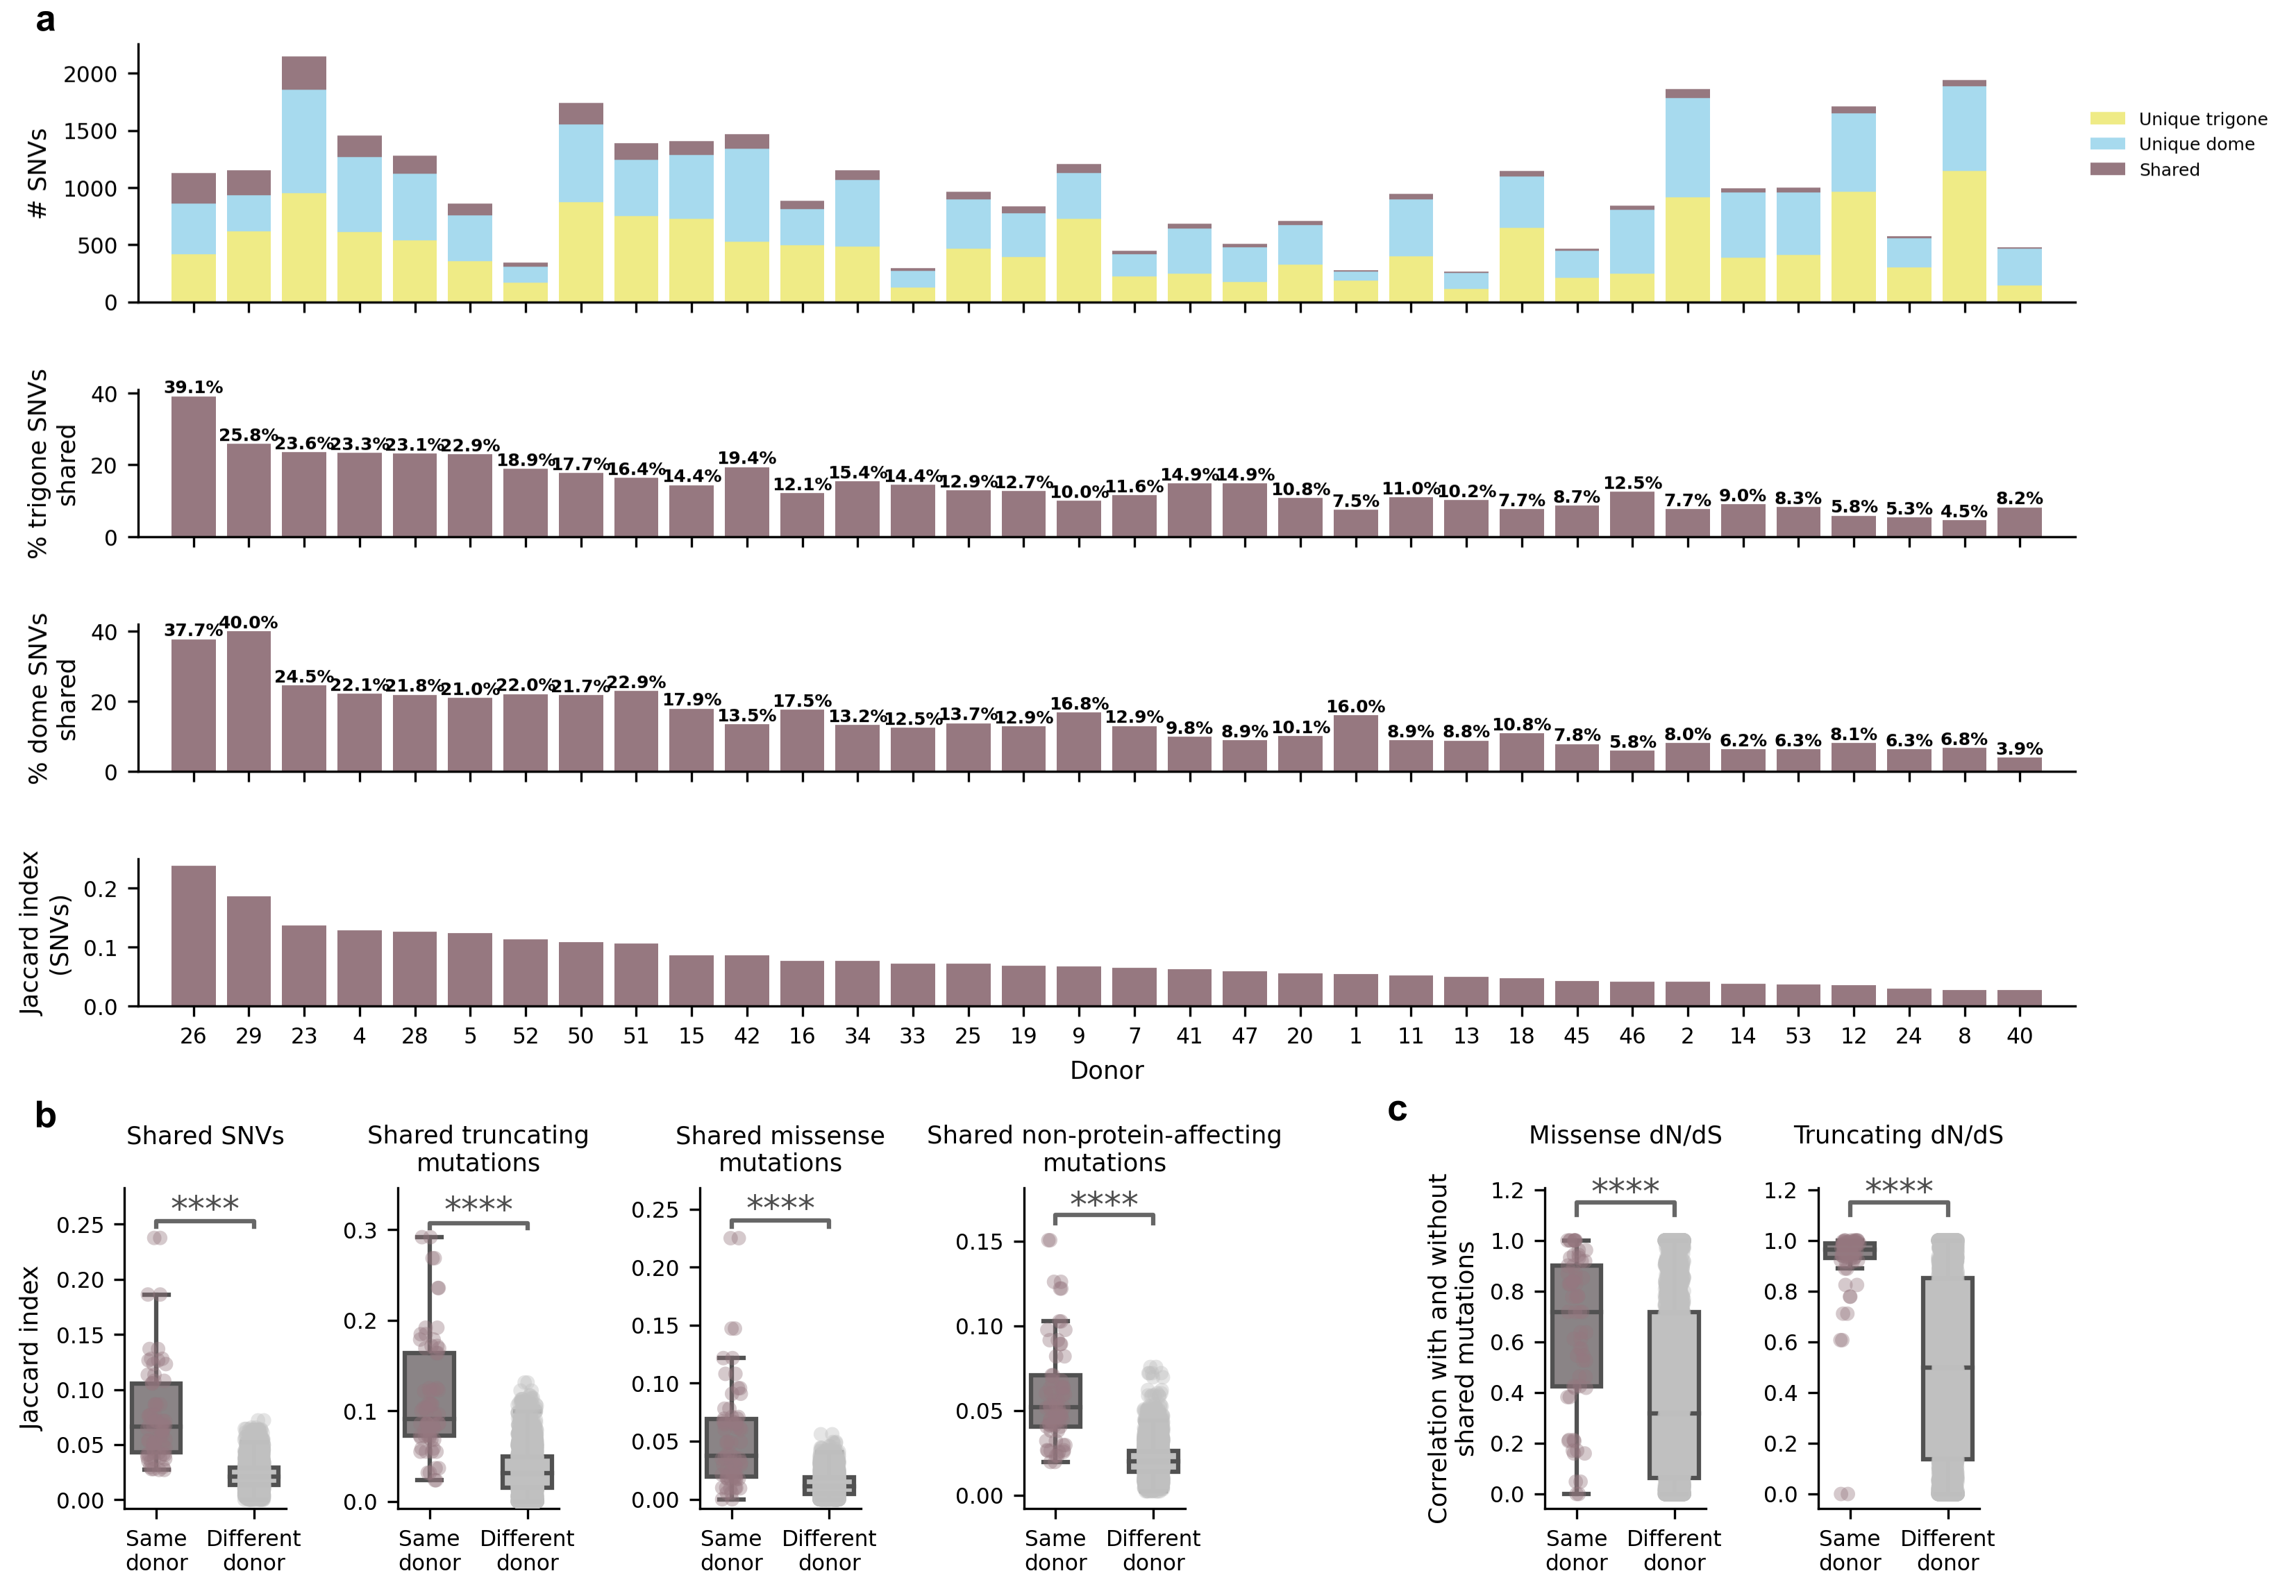 a
# SNVs
2000
1500
1000
500
0
Unique trigone
Unique dome
Shared
% trigone SNVs
shared
40
20
0
39.1% 25.8% 23.6% 23.3% 23.1% 22.9% 18.9% 17.7% 16.4% 14.4% 19.4% 12.1% 15.4% 14.4% 12.9% 12.7% 10.0% 11.6% 14.9% 14.9% 10.8% 7.5% 11.0% 10.2% 7.7% 8.7% 12.5% 7.7% 9.0% 8.3% 5.8% 5.3% 4.5% 8.2%
% dome SNVs
shared
40
20
0
37.7% 40.0% 24.5% 22.1% 21.8% 21.0% 22.0% 21.7% 22.9% 17.9% 13.5% 17.5% 13.2% 12.5% 13.7% 12.9% 16.8% 12.9% 9.8% 8.9% 10.1% 16.0% 8.9% 8.8% 10.8% 7.8% 5.8% 8.0% 6.2% 6.3% 8.1% 6.3% 6.8% 3.9%
Jaccard index
(SNVs)
0.2
0.1
0.0
26 29 23 4 28 5 52 50 51 15 42 16 34 33 25 19 9 7 41 47 20 1 11 13 18 45 46 2 14 53 12 24 8 40
Donor
b
Jaccard index
Shared SNVs
****
0.25
0.20
0.15
0.10
0.05
0.00
Same
donor
Different
donor
Shared truncating
mutations
****
0.3
0.2
0.1
0.0
Same
donor
Different
donor
Shared missense
mutations
****
0.25
0.20
0.15
0.10
0.05
0.00
Same
donor
Different
donor
Shared non-protein-affecting
mutations
****
0.15
0.10
0.05
0.00
Same
donor
Different
donor
c
Correlation with and without
shared mutations
Missense dN/dS
****
1.2
1.0
0.8
0.6
0.4
0.2
0.0
Same
donor
Different
donor
Truncating dN/dS
****
1.2
1.0
0.8
0.6
0.4
0.2
0.0
Same
donor
Different
donor